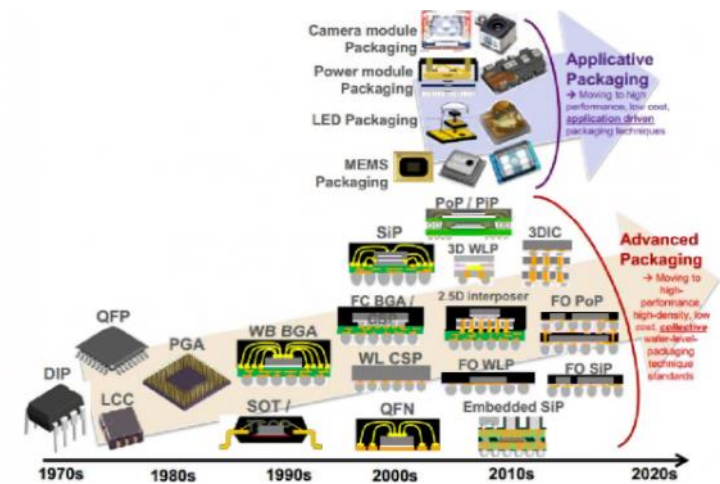 Camera module
Packaging
Power module
Packaging
LED Packaging
MEMS
Packaging
Applicative
Packaging
→ Moving to high
performance, low cost,
application driven
packaging techniques
PoP / PiP
SiP
3D WLP
3DIC
Advanced
Packaging
→ Moving to
high-
performance,
high-density, low
cost, collective
wafer-level-
packaging
technique
standards
QFP
PGA
WB BGA
FC BGA /
2.5D interposer
FO PoP
WL CSP
FO WLP
FO SiP
DIP
LCC
SOT /
QFN
Embedded SiP
1970s
1980s
1990s
2000s
2010s
2020s